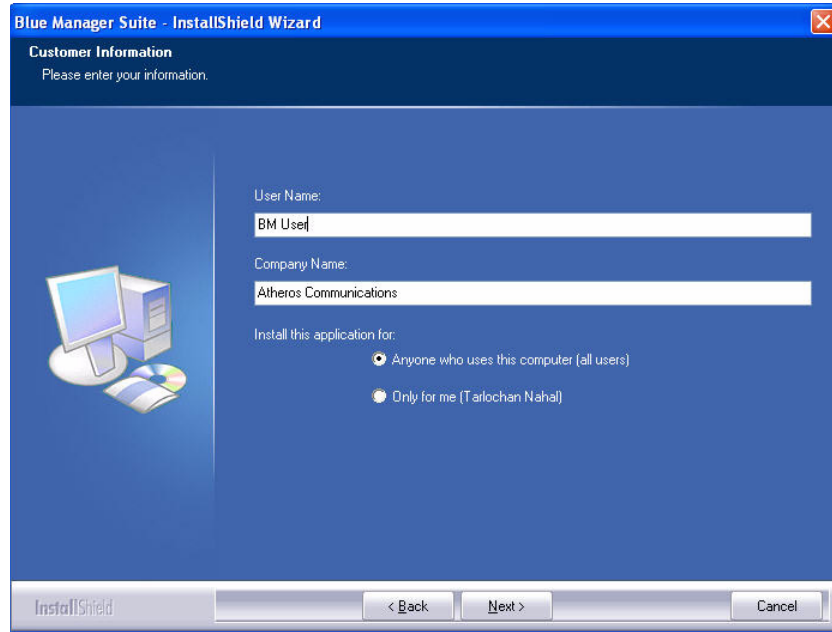 Blue Manager Suite - InstallShield Wizard
Customer Information
Please enter your information.
User Name:
BM User
Company Name:
Atheros Communications
Install this application for:
Anyone who uses this computer (all users)
Only for me (Tarlochan Nahal)
InstallShield
< Back
Next >
Cancel